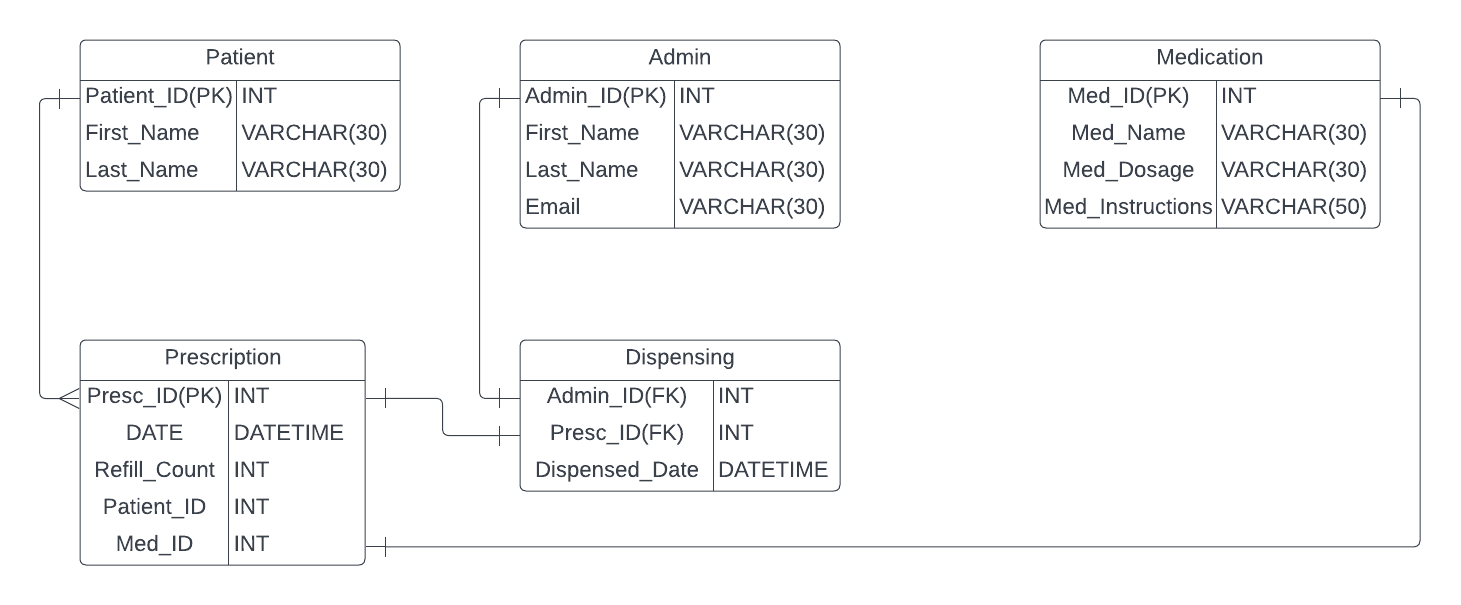 Patient
Patient_ID(PK) INT
First_Name VARCHAR(30)
Last_Name VARCHAR(30)
Admin
Admin_ID(PK) INT
First_Name VARCHAR(30)
Last_Name VARCHAR(30)
Email VARCHAR(30)
Medication
Med_ID(PK) INT
Med_Name VARCHAR(30)
Med_Dosage VARCHAR(30)
Med_Instructions VARCHAR(50)
Prescription
Presc_ID(PK) INT
DATE DATETIME
Refill_Count INT
Patient_ID INT
Med_ID INT
Dispensing
Admin_ID(FK) INT
Presc_ID(FK) INT
Dispensed_Date DATETIME